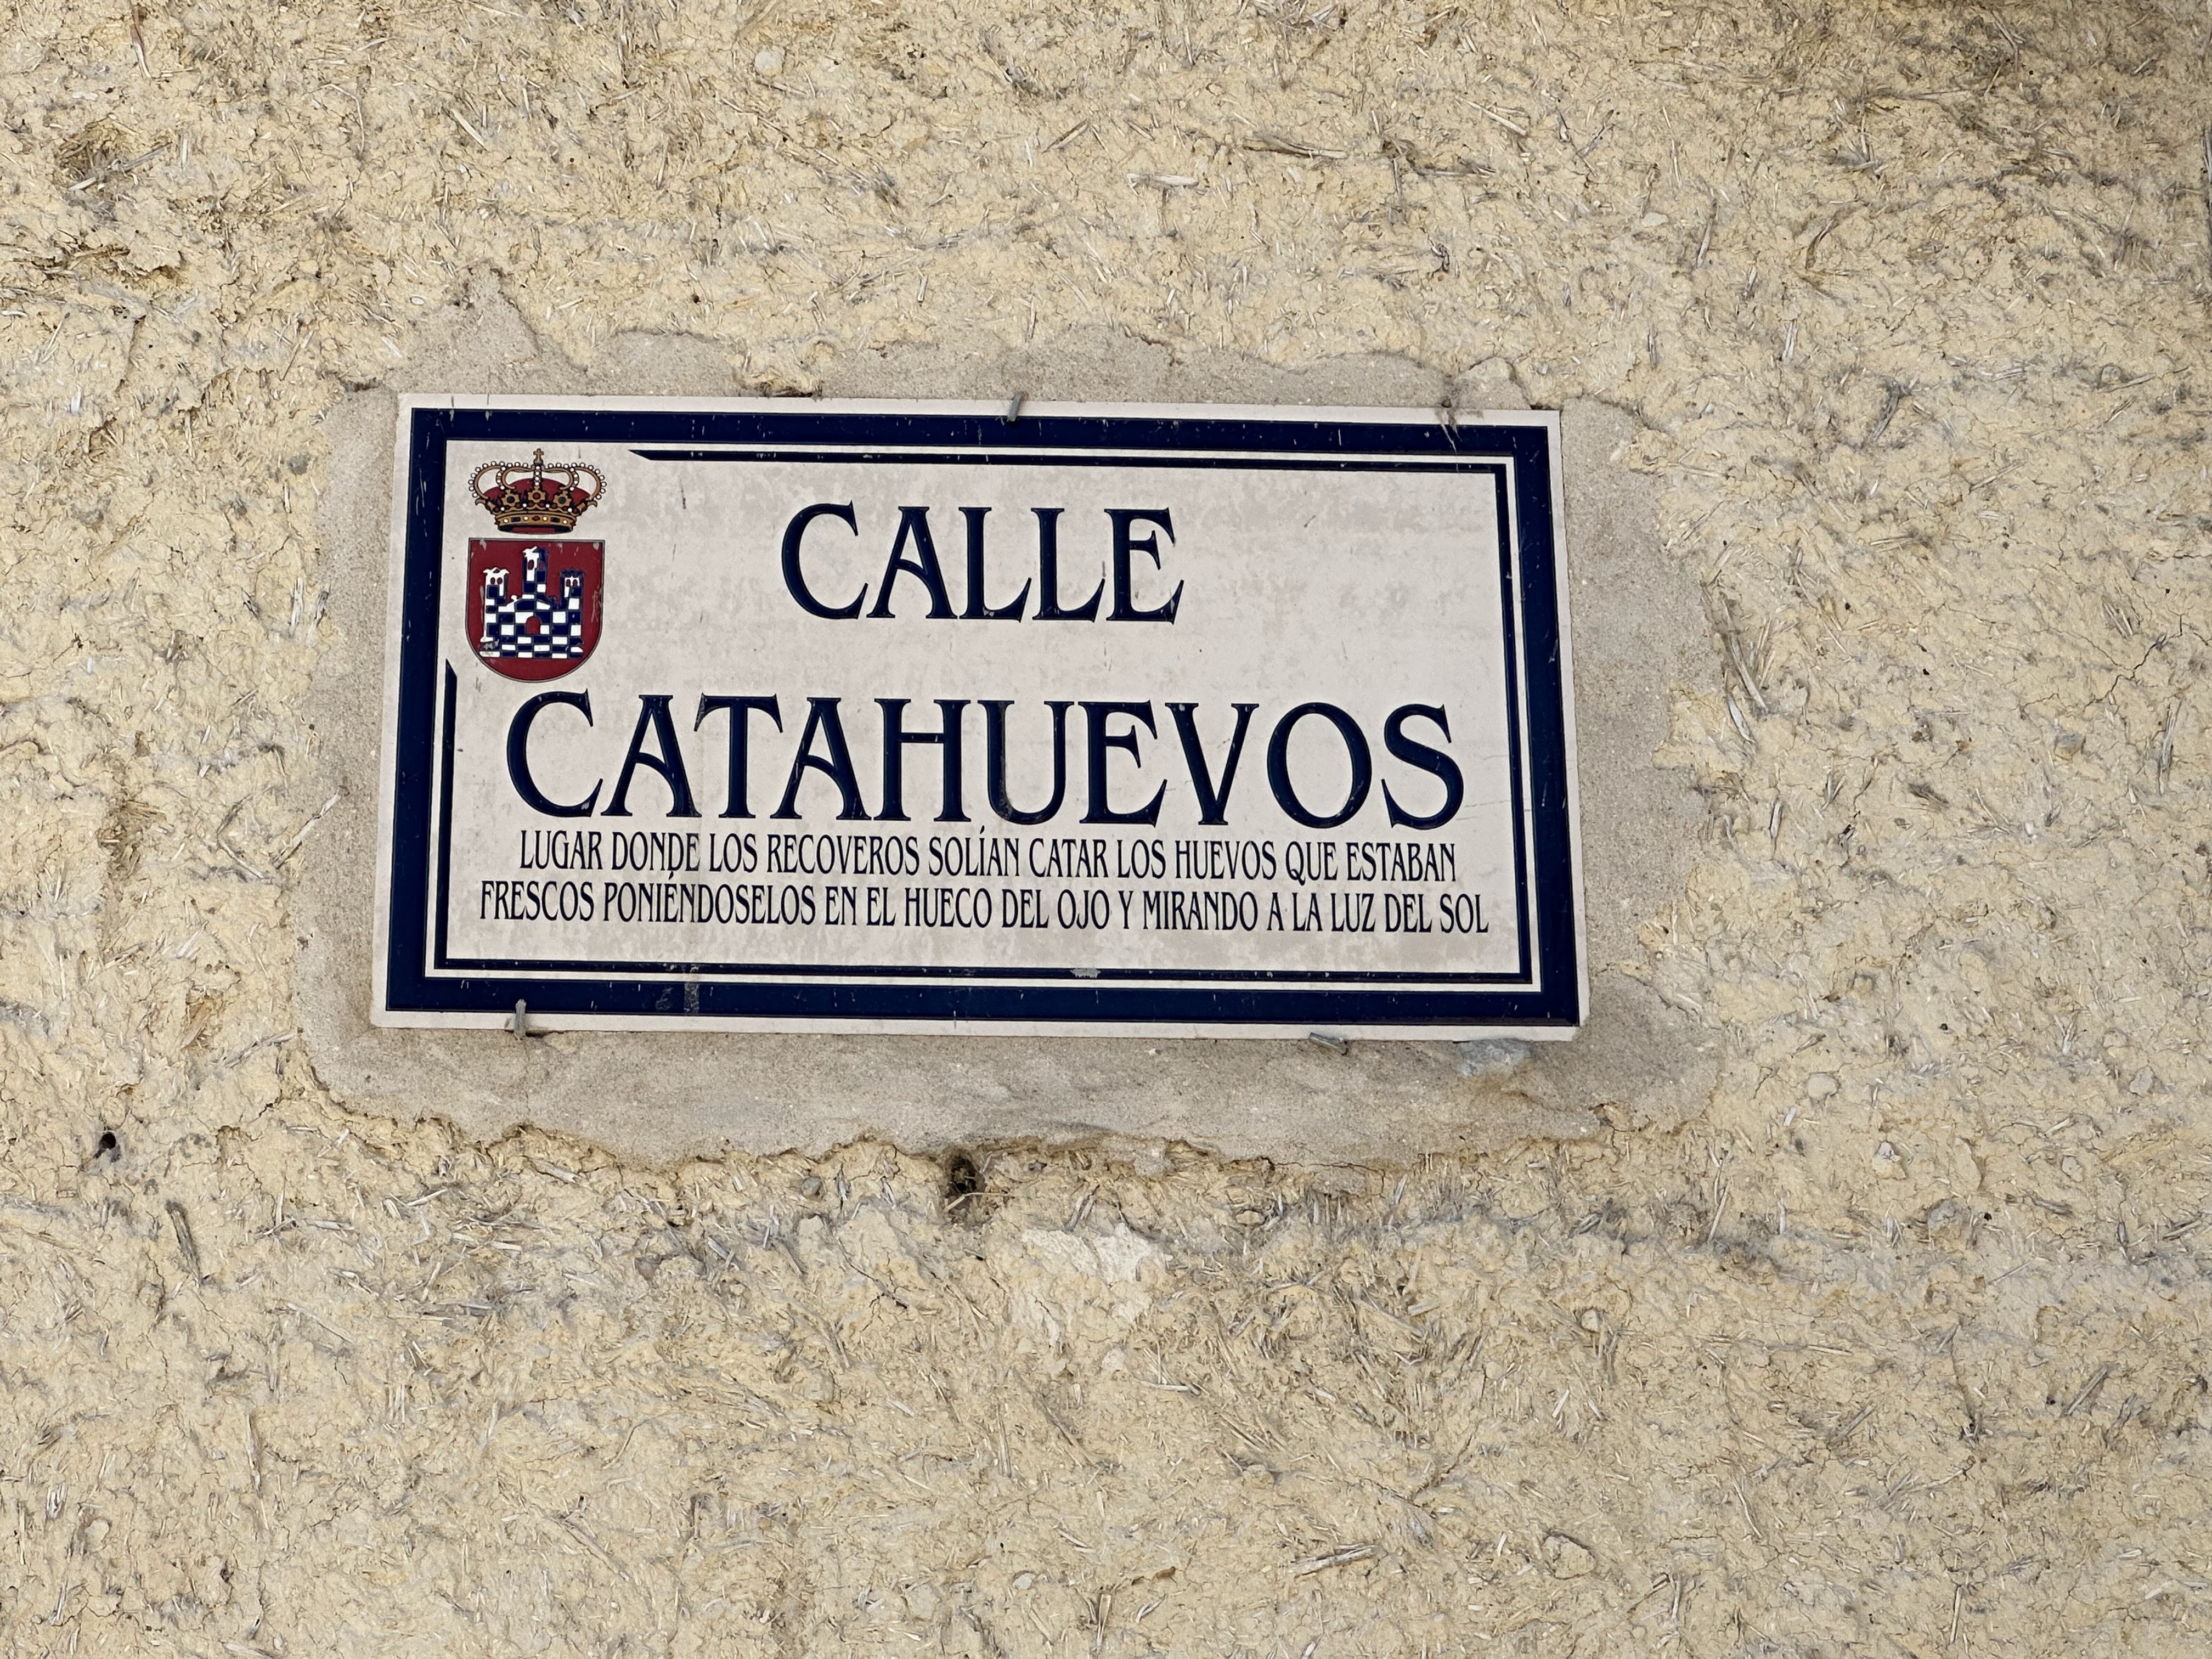 CALLE
CATAHUEVOS
LUGAR DONDE LOS RECOVEROS SOLÍAN CATAR LOS HUEVOS QUE ESTABAN
FRESCOS PONIÉNDOSELOS EN EL HUECO DEL OJO Y MIRANDO A LA LUZ DEL SOL